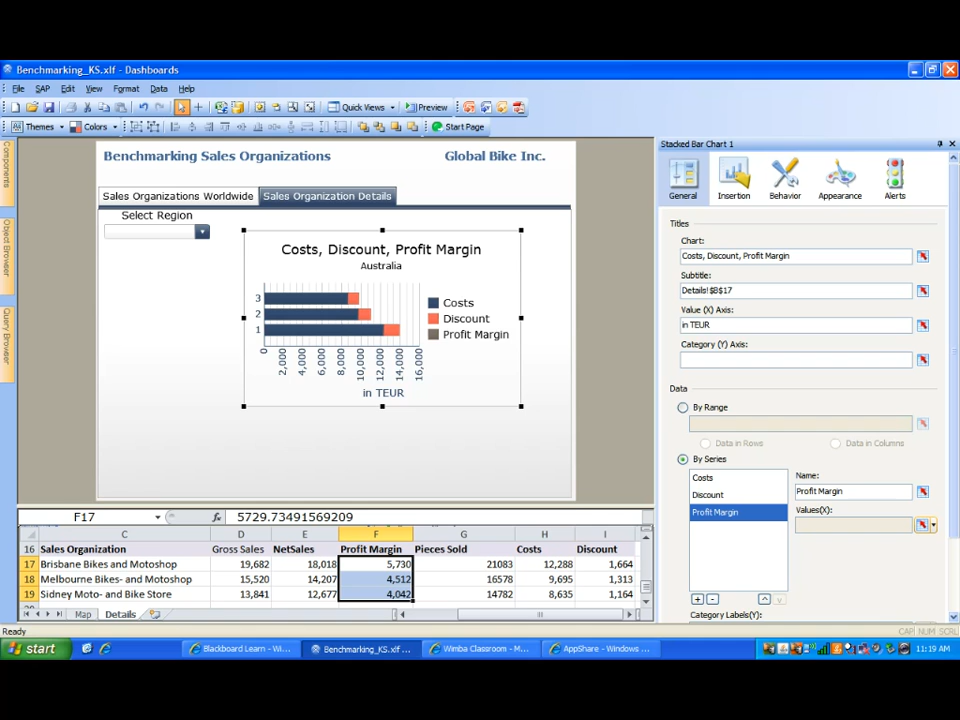 Benchmarking_KS.xlf - Dashboards
File SAP Edit View Format Data Help
Quick Views Preview
Themes Colors Start Page
Components
Object Browser
Query Browser
Benchmarking Sales Organizations Global Bike Inc.
Sales Organizations Worldwide Sales Organization Details
Select Region
Costs, Discount, Profit Margin
Australia
3
2
1
Costs
Discount
Profit Margin
0 2,000 4,000 6,000 8,000 10,000 12,000 14,000 16,000
in TEUR
Stacked Bar Chart 1
General Insertion Behavior Appearance Alerts
Titles
Chart:
Costs, Discount, Profit Margin
Subtitle:
Details!$B$17
Value (X) Axis:
in TEUR
Category (Y) Axis:
Data
By Range
Data in Rows Data in Columns
By Series
Costs
Discount
Profit Margin
Name:
Profit Margin
Values(X):
+ -
Category Labels(Y):
F17 fx 5729.73491569209
C D E F G H I
16 Sales Organization Gross Sales NetSales Profit Margin Pieces Sold Costs Discount
17 Brisbane Bikes and Motoshop 19,682 18,018 5,730 21083 12,288 1,664
18 Melbourne Bikes- and Motoshop 15,520 14,207 4,512 16578 9,695 1,313
19 Sidney Moto- and Bike Store 13,841 12,677 4,042 14782 8,635 1,164
Map Details
Ready CAP NUM SCRL
start Blackboard Learn - Wi... Benchmarking_KS.xlf ... Wimba Classroom - M... AppShare - Windows ... 11:19 AM